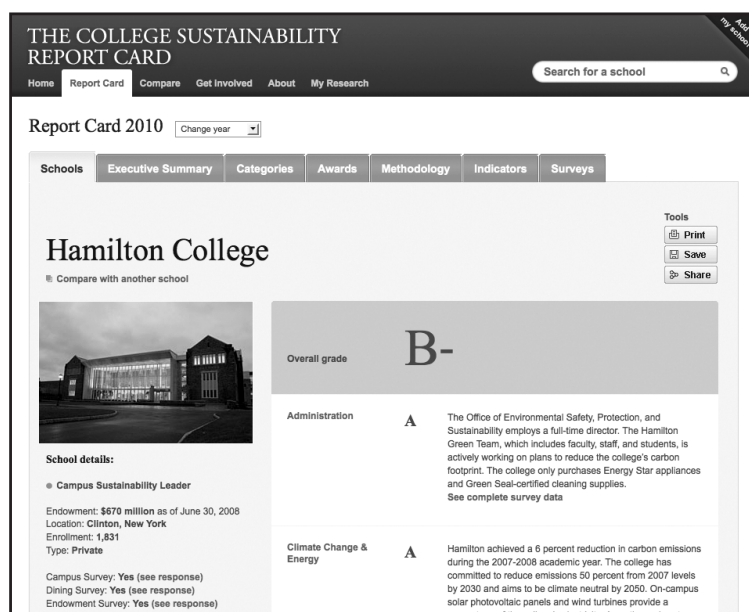 Add my school
THE COLLEGE SUSTAINABILITY
REPORT CARD
Home Report Card Compare Get Involved About My Research
Search for a school
Report Card 2010 Change year
Schools Executive Summary Categories Awards Methodology Indicators Surveys
Tools
Print
Save
Share
Hamilton College
Compare with another school
School details:
Campus Sustainability Leader
Endowment: $670 million as of June 30, 2008
Location: Clinton, New York
Enrollment: 1,831
Type: Private
Campus Survey: Yes (see response)
Dining Survey: Yes (see response)
Endowment Survey: Yes (see response)
Overall grade B-
Administration A
The Office of Environmental Safety, Protection, and
Sustainability employs a full-time director. The Hamilton
Green Team, which includes faculty, staff, and students, is
actively working on plans to reduce the college's carbon
footprint. The college only purchases Energy Star appliances
and Green Seal-certified cleaning supplies.
See complete survey data
Climate Change &
Energy A
Hamilton achieved a 6 percent reduction in carbon emissions
during the 2007-2008 academic year. The college has
committed to reduce emissions 50 percent from 2007 levels
by 2030 and aims to be climate neutral by 2050. On-campus
solar photovoltaic panels and wind turbines provide a